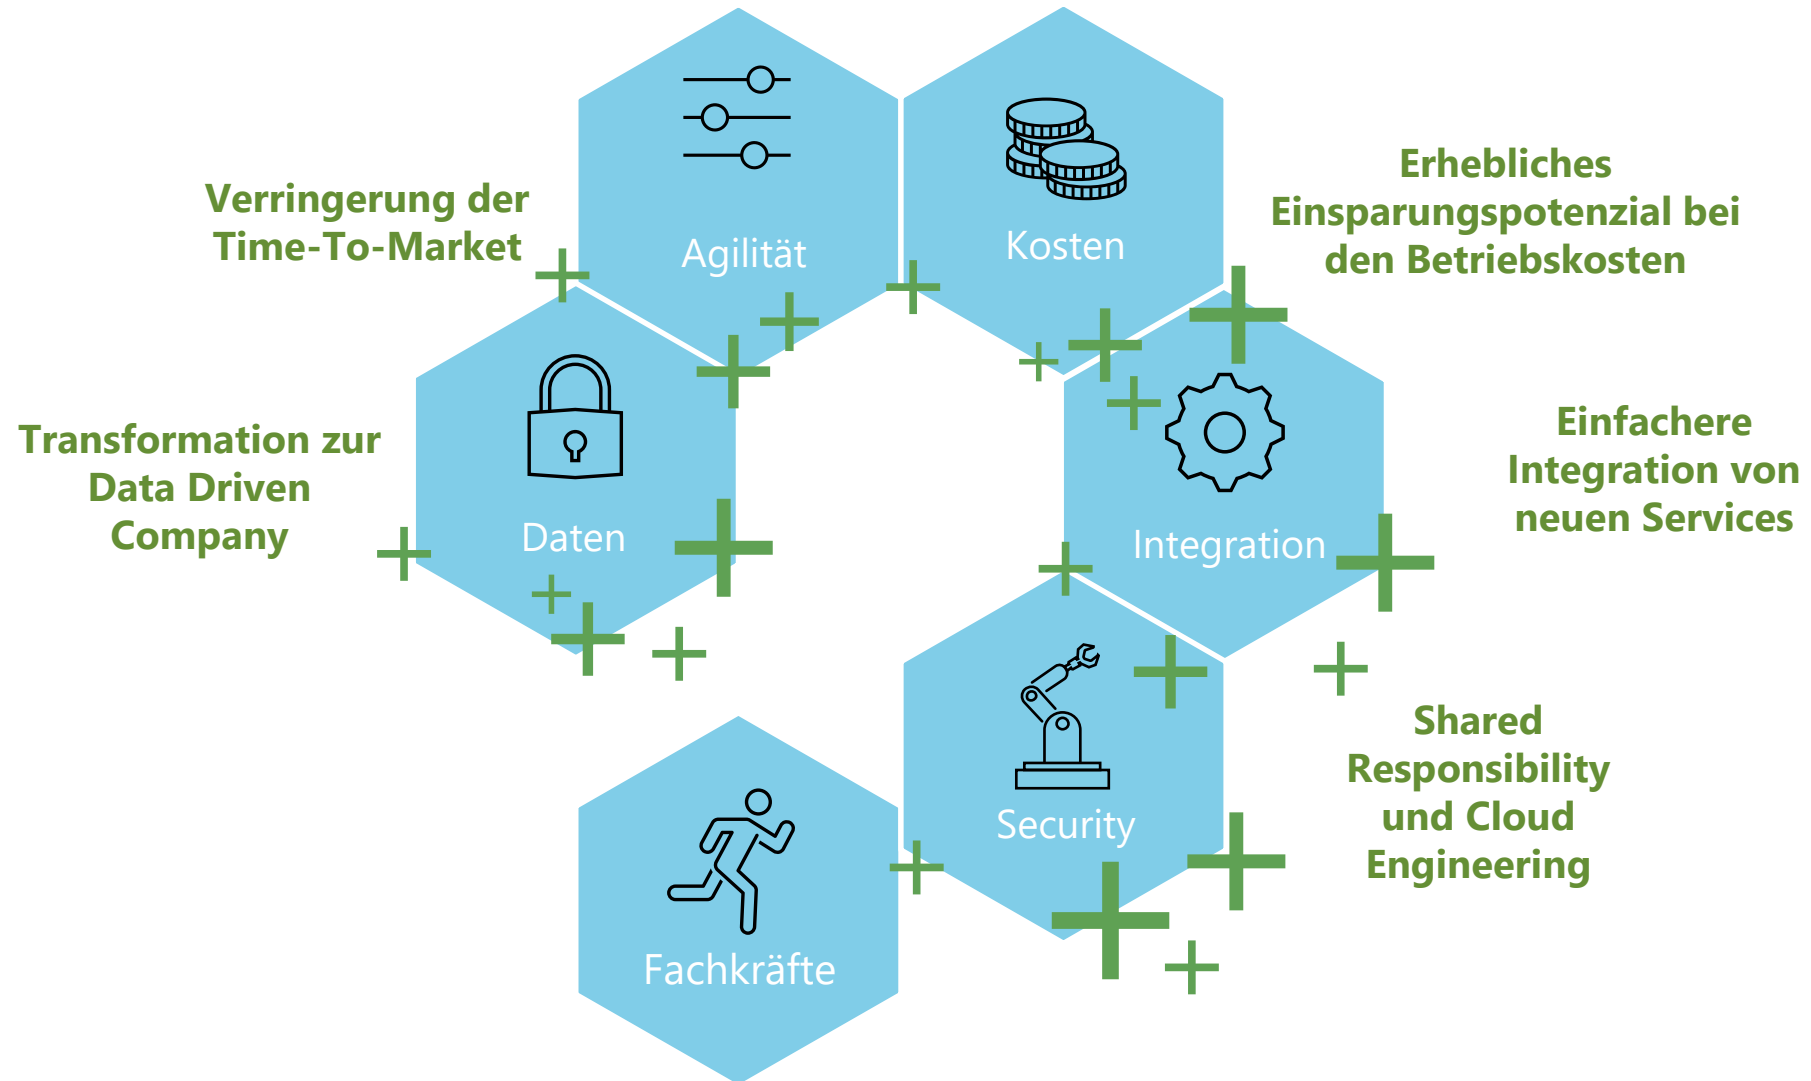 Verringerung der
Time-To-Market
Agilität
Kosten
Erhebliches
Einsparungspotenzial bei
den Betriebskosten
Transformation zur
Data Driven
Company
Daten
Integration
Einfachere
Integration von
neuen Services
Security
Shared
Responsibility
und Cloud
Engineering
Fachkräfte